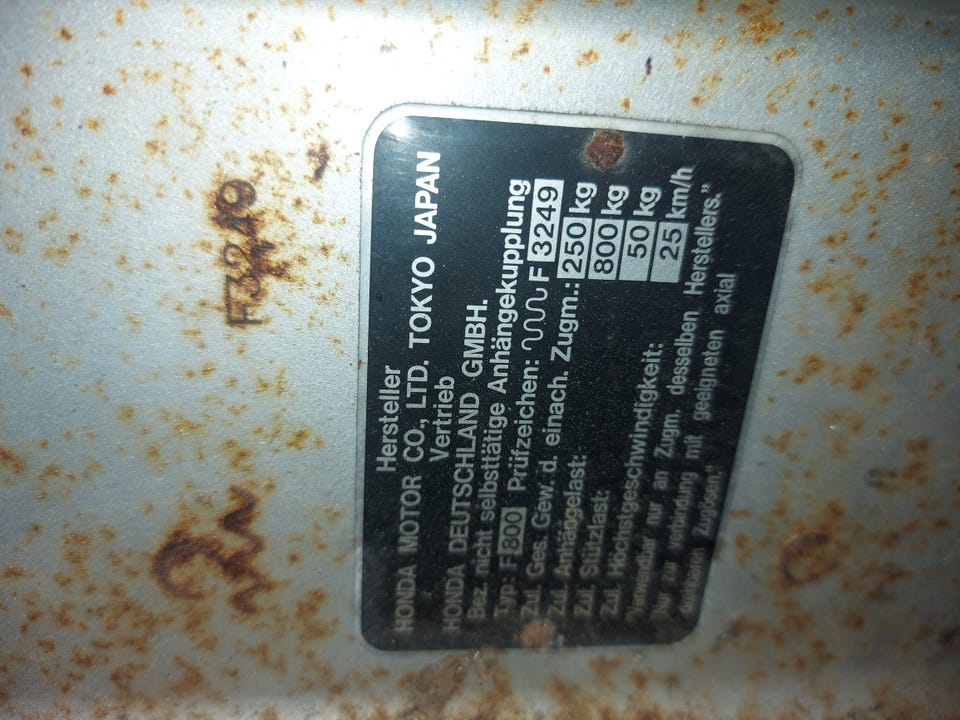 Hersteller
HONDA MOTOR CO., LTD. TOKYO JAPAN
Vertrieb
HONDA DEUTSCHLAND GMBH.
Bez. nicht selbsttätige Anhängekupplung
Typ: F 800 Prüfzeichen: F 3249
Zul. Ges. Gew. d. einach. Zugm.: 250 kg
Zul. Anhängelast: 800 kg
Zul. Stützlast: 50 kg
Zul. Höchstgeschwindigkeit: 25 km/h
"Verwendbar nur an Zugm. desselben Herstellers."
"Nur zur verbindung mit geeigneten axial
drehbaren Zugösen."
F3249